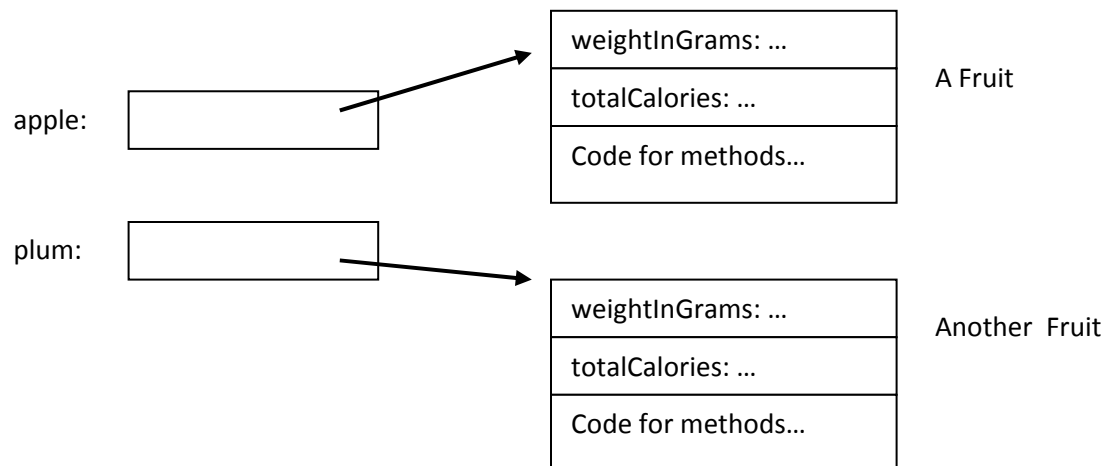 apple:
weightInGrams: …
totalCalories: …
Code for methods…
A Fruit
plum:
weightInGrams: …
totalCalories: …
Code for methods…
Another Fruit